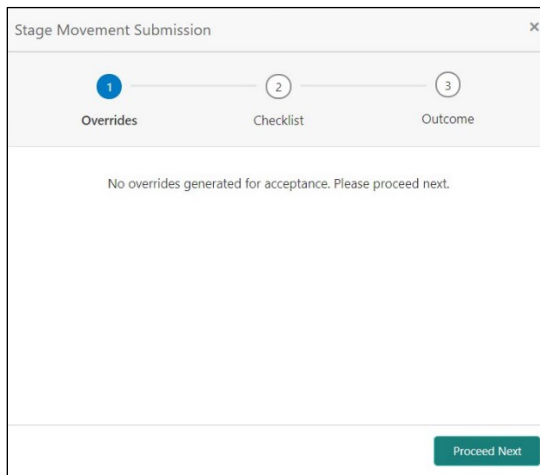 Stage Movement Submission ×
1 2 3
Overrides Checklist Outcome
No overrides generated for acceptance. Please proceed next.
Proceed Next